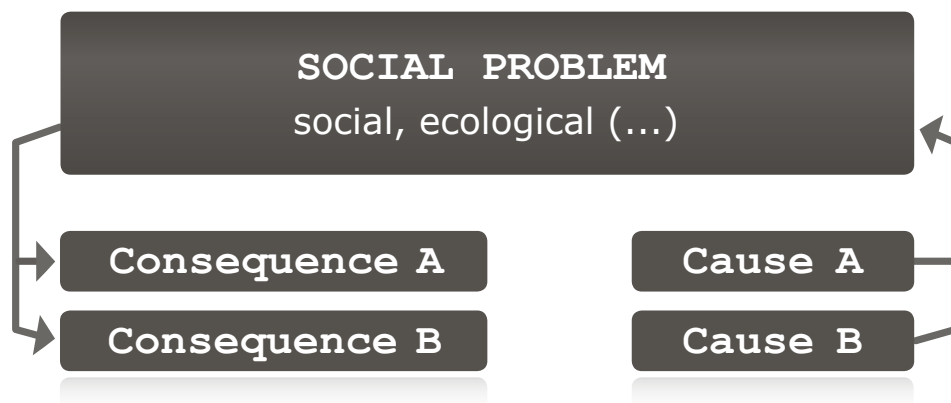 SOCIAL PROBLEM
social, ecological (...)
Consequence A
Cause A
Consequence B
Cause B